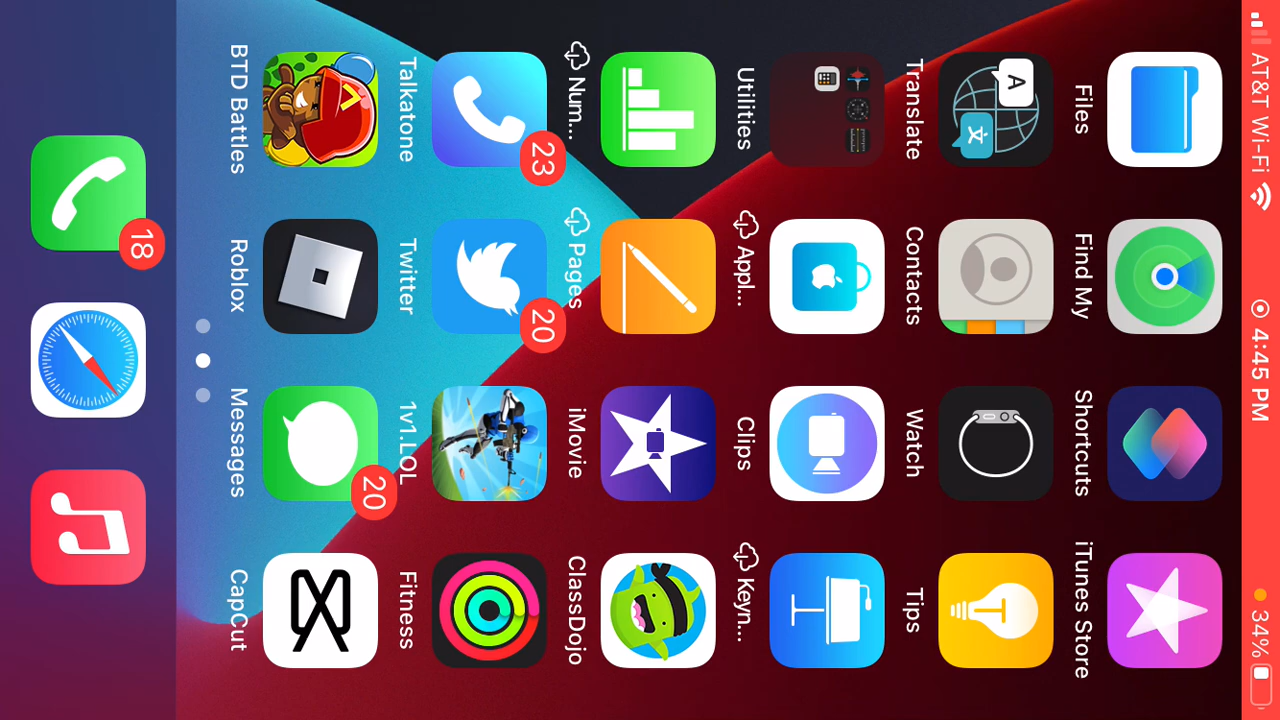 AT&T Wi-Fi 4:45 PM 34%
Files Find My Shortcuts iTunes Store
A 文
Translate Contacts Watch Tips
Utilities Appl... Clips Keyn...
Num... Pages iMovie ClassDojo
23 20
Talkatone Twitter 1v1.LOL Fitness
20
BTD Battles Roblox Messages CapCut
18